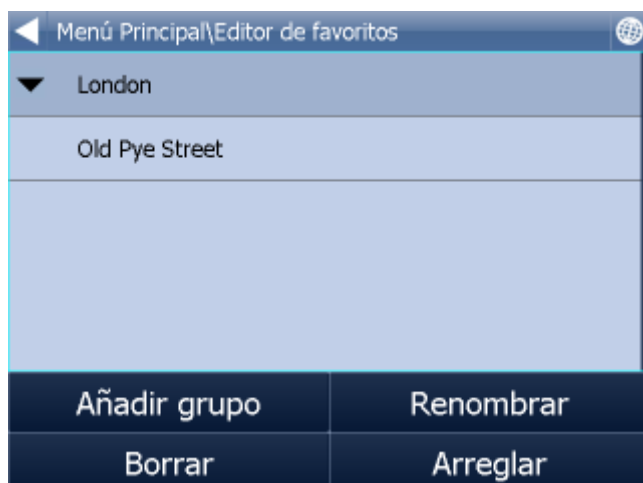 Menú Principal\Editor de favoritos
London
Old Pye Street
Añadir grupo
Renombrar
Borrar
Arreglar